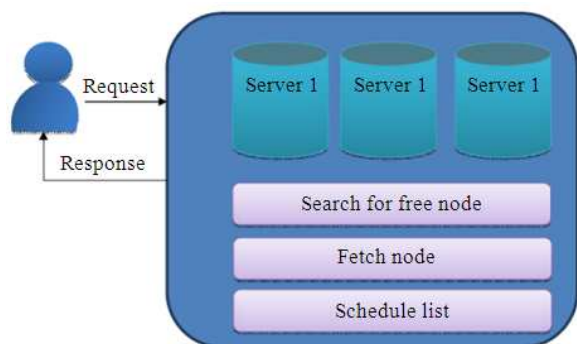 Request
Response
Server 1
Server 1
Server 1
Search for free node
Fetch node
Schedule list